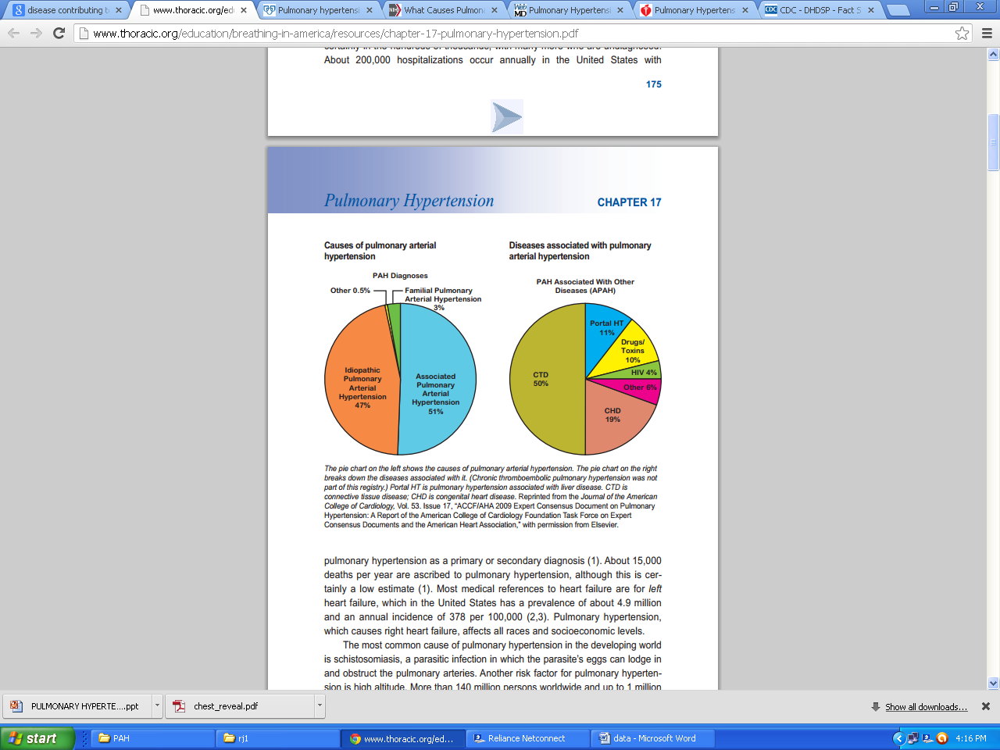 disease contributing t
www.thoracic.org/ed
Pulmonary hypertensi
NIH What Causes Pulmon
WebMD Pulmonary Hypertensi
Pulmonary Hypertens
CDC CDC - DHDSP - Fact S
www.thoracic.org/education/breathing-in-america/resources/chapter-17-pulmonary-hypertension.pdf
certainly in the hundreds of thousands, with many more who are undiagnosed.
About 200,000 hospitalizations occur annually in the United States with
175
Pulmonary Hypertension
CHAPTER 17
Causes of pulmonary arterial
hypertension
PAH Diagnoses
Other 0.5%
Familial Pulmonary
Arterial Hypertension
3%
Idiopathic
Pulmonary
Arterial
Hypertension
47%
Associated
Pulmonary
Arterial
Hypertension
51%
Diseases associated with pulmonary
arterial hypertension
PAH Associated With Other
Diseases (APAH)
Portal HT
11%
Drugs/
Toxins
10%
HIV 4%
Other 6%
CTD
50%
CHD
19%
The pie chart on the left shows the causes of pulmonary arterial hypertension. The pie chart on the right
breaks down the diseases associated with it. (Chronic thromboembolic pulmonary hypertension was not
part of this registry.) Portal HT is pulmonary hypertension associated with liver disease. CTD is
connective tissue disease; CHD is congenital heart disease. Reprinted from the Journal of the American
College of Cardiology, Vol. 53. Issue 17, “ACCF/AHA 2009 Expert Consensus Document on Pulmonary
Hypertension: A Report of the American College of Cardiology Foundation Task Force on Expert
Consensus Documents and the American Heart Association,” with permission from Elsevier.
pulmonary hypertension as a primary or secondary diagnosis (1). About 15,000
deaths per year are ascribed to pulmonary hypertension, although this is cer-
tainly a low estimate (1). Most medical references to heart failure are for left
heart failure, which in the United States has a prevalence of about 4.9 million
and an annual incidence of 378 per 100,000 (2,3). Pulmonary hypertension,
which causes right heart failure, affects all races and socioeconomic levels.
The most common cause of pulmonary hypertension in the developing world
is schistosomiasis, a parasitic infection in which the parasite’s eggs can lodge in
and obstruct the pulmonary arteries. Another risk factor for pulmonary hyperten-
sion is high altitude. More than 140 million persons worldwide and up to 1 million
PULMONARY HYPERTE....ppt
chest_reveal.pdf
Show all downloads...
start
PAH
rj1
www.thoracic.org/ed...
Reliance Netconnect
data - Microsoft Word
4:16 PM